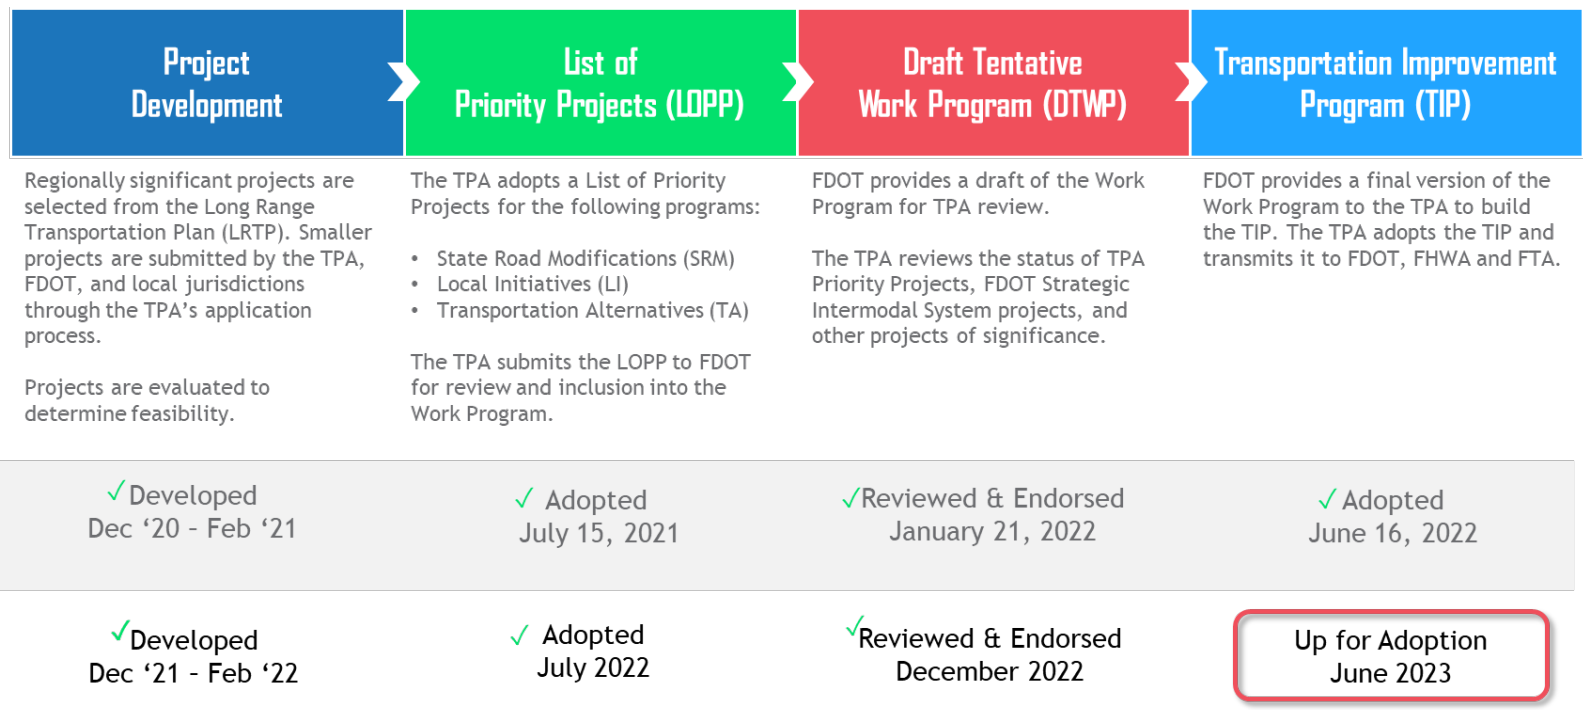 Project
Development
List of
Priority Projects (LOPP)
Draft Tentative
Work Program (DTWP)
Transportation Improvement
Program (TIP)
Regionally significant projects are
selected from the Long Range
Transportation Plan (LRTP). Smaller
projects are submitted by the TPA,
FDOT, and local jurisdictions
through the TPA’s application
process.
Projects are evaluated to
determine feasibility.
The TPA adopts a List of Priority
Projects for the following programs:
• State Road Modifications (SRM)
• Local Initiatives (LI)
• Transportation Alternatives (TA)
The TPA submits the LOPP to FDOT
for review and inclusion into the
Work Program.
FDOT provides a draft of the Work
Program for TPA review.
The TPA reviews the status of TPA
Priority Projects, FDOT Strategic
Intermodal System projects, and
other projects of significance.
FDOT provides a final version of the
Work Program to the TPA to build
the TIP. The TPA adopts the TIP and
transmits it to FDOT, FHWA and FTA.
✓Developed
Dec ‘20 – Feb ‘21
✓ Adopted
July 15, 2021
✓Reviewed & Endorsed
January 21, 2022
✓ Adopted
June 16, 2022
✓Developed
Dec ‘21 – Feb ‘22
✓ Adopted
July 2022
✓Reviewed & Endorsed
December 2022
Up for Adoption
June 2023